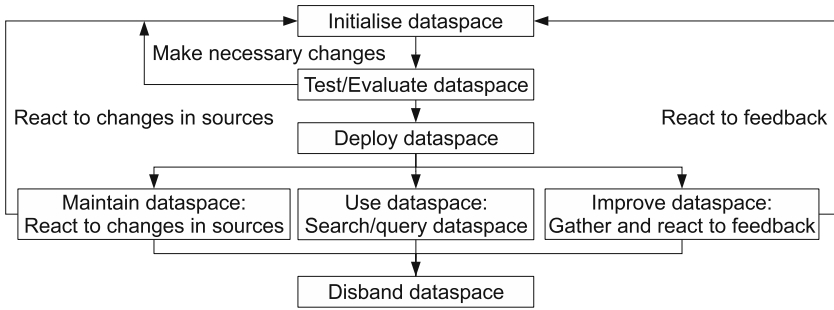 Initialise dataspace
Make necessary changes
Test/Evaluate dataspace
React to changes in sources
React to feedback
Deploy dataspace
Maintain dataspace:
React to changes in sources
Use dataspace:
Search/query dataspace
Improve dataspace:
Gather and react to feedback
Disband dataspace